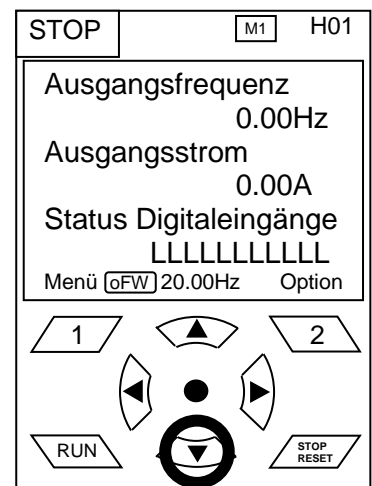 STOP M1 H01
Ausgangsfrequenz
0.00Hz
Ausgangsstrom
0.00A
Status Digitaleingänge
LLLLLLLLLLL
Menü oFW 20.00Hz Option
1 2
RUN STOP
RESET